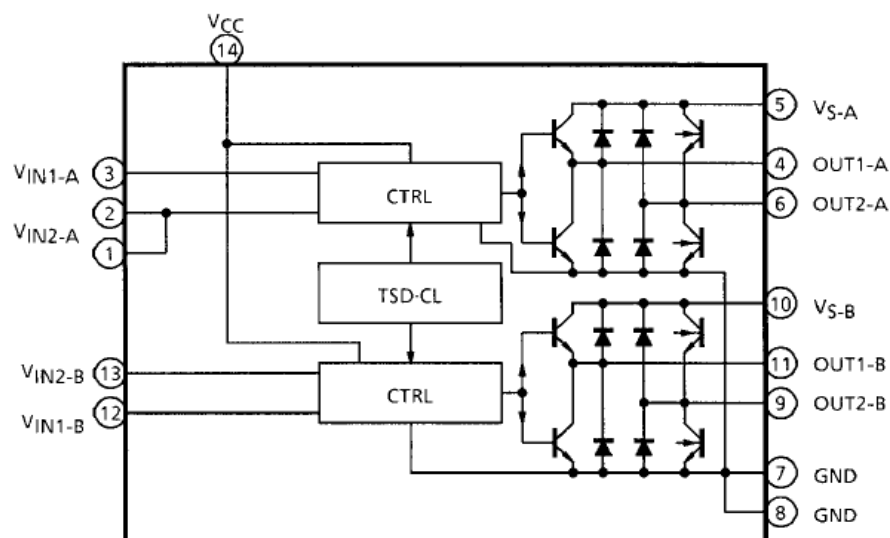 VCC
14
5 VS-A
VIN1-A 3
4 OUT1-A
CTRL
2
6 OUT2-A
VIN2-A
1
TSD·CL
10 VS-B
11 OUT1-B
VIN2-B 13
CTRL
9 OUT2-B
VIN1-B 12
7 GND
8 GND